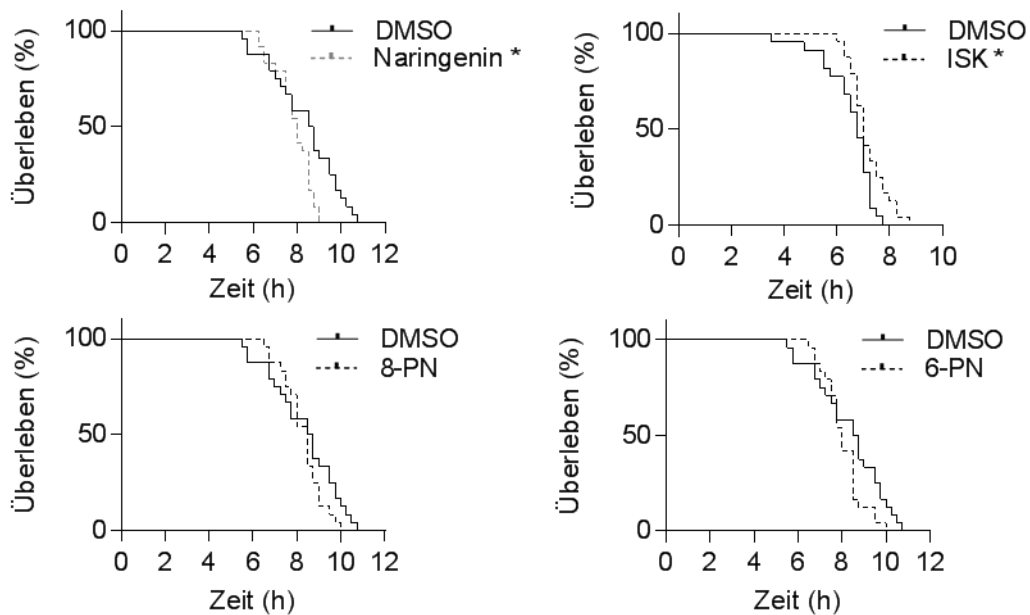 DMSO
Naringenin *
Überleben (%)
100
50
0
0 2 4 6 8 10 12
Zeit (h)
DMSO
ISK *
Überleben (%)
100
50
0
0 2 4 6 8 10
Zeit (h)
DMSO
8-PN
Überleben (%)
100
50
0
0 2 4 6 8 10 12
Zeit (h)
DMSO
6-PN
Überleben (%)
100
50
0
0 2 4 6 8 10 12
Zeit (h)